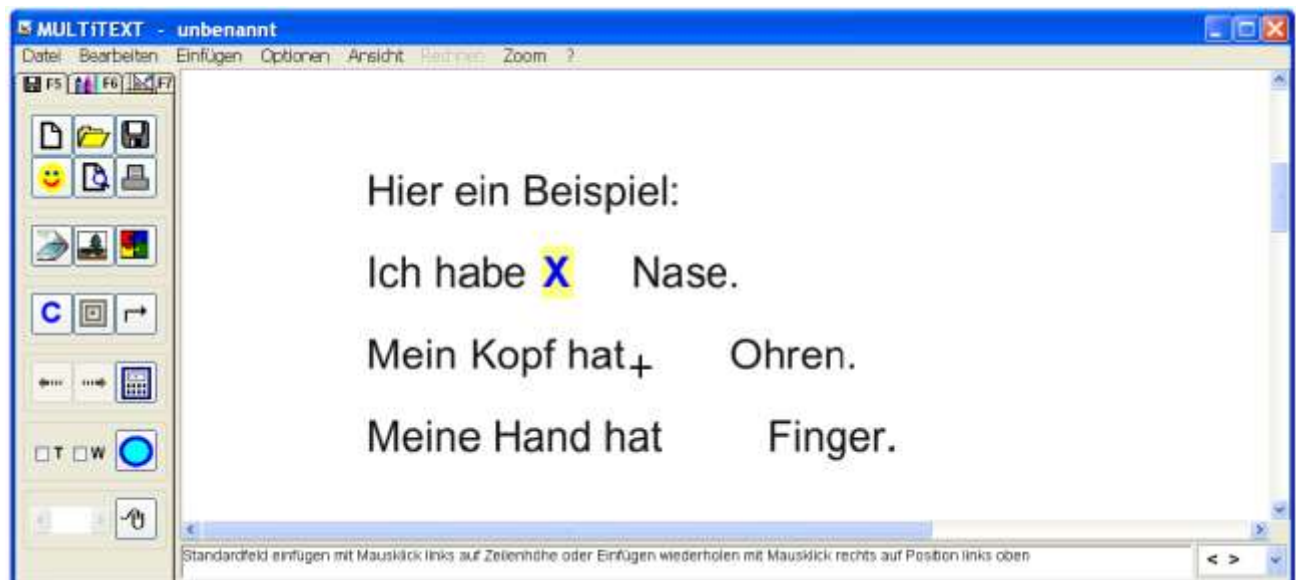 MULTiTEXT - unbenannt
Datei Bearbeiten Einfügen Optionen Ansicht Rechnen Zoom ?
F5 F6 F7
Hier ein Beispiel:
Ich habe X Nase.
Mein Kopf hat Ohren.
Meine Hand hat Finger.
C
T W
Standardfeld einfügen mit Mausklick links auf Zeilenhöhe oder Einfügen wiederholen mit Mausklick rechts auf Position links oben
< >